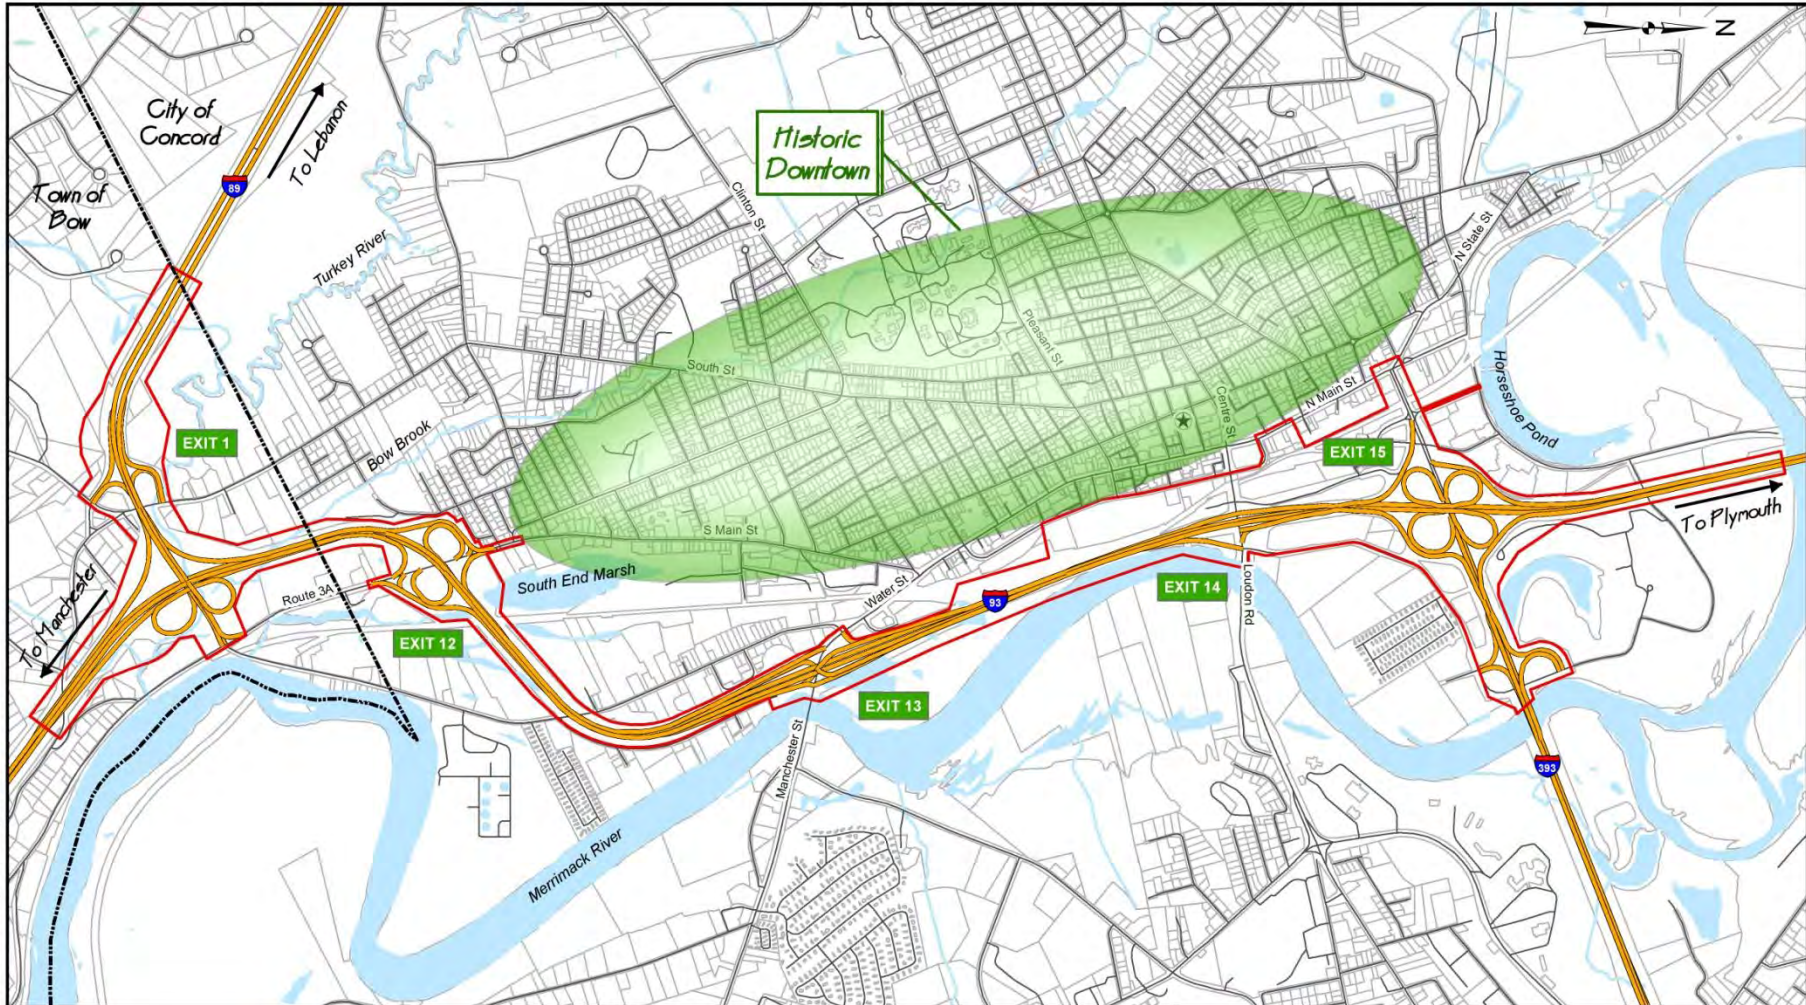 N
City of
Concord
To Lebanon
89
Town of
Bow
Turkey River
Clinton St
Historic
Downtown
N State St
Pleasant St
South St
Horseshoe Pond
N Main St
Centre St
EXIT 1
Bow Brook
EXIT 15
To Plymouth
S Main St
South End Marsh
Route 3A
Water St
93
EXIT 14
Loudon Rd
To Manchester
EXIT 12
EXIT 13
Manchester St
393
Merrimack River